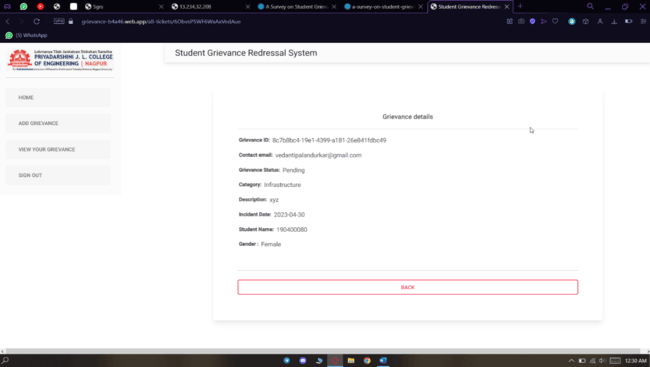 Sgrs
13.234,32,208
A Survey on Student Griev
a-survey-on-student-griev
Student Grievance Redress
grievance-b4a46.web.app/all-tickets/6ObvsPSWF6WxAsVrdAue
(5) WhatsApp
Lokmanya Tilak Jankalyan Shikshan Sanstha
PRIYADARSHINI J. L. COLLEGE
OF ENGINEERING | NAGPUR
Student Grievance Redressal System
HOME
ADD GRIEVANCE
VIEW YOUR GRIEVANCE
SIGN OUT
Grievance details
Grievance ID: 8c7b8bc4-19e1-4399-a181-26e841fdbc49
Contact email: vedantipalandurkar@gmail.com
Grievance Status: Pending
Category: Infrastructure
Description: xyz
Incident Date: 2023-04-30
Student Name: 190400080
Gender : Female
BACK
12:30 AM